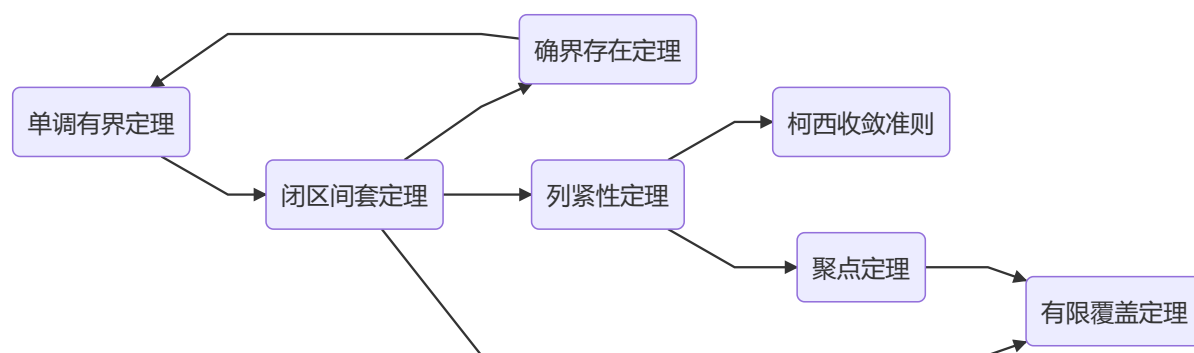 确界存在定理
单调有界定理
柯西收敛准则
闭区间套定理
列紧性定理
聚点定理
有限覆盖定理